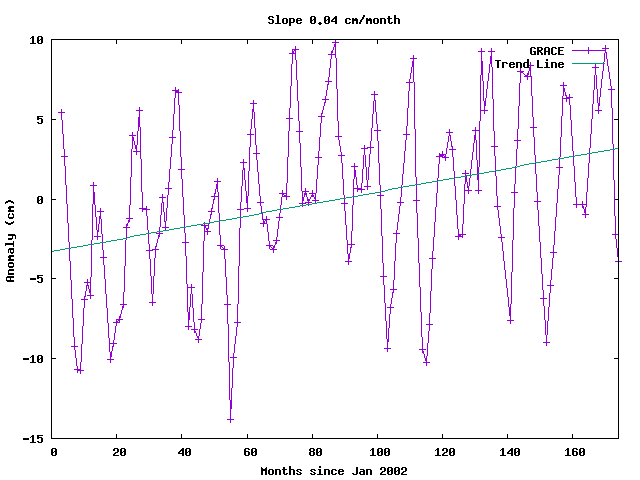 Slope 0.04 cm/month
GRACE
Trend Line
10
5
0
-5
-10
-15
Anomaly (cm)
0 20 40 60 80 100 120 140 160
Months since Jan 2002